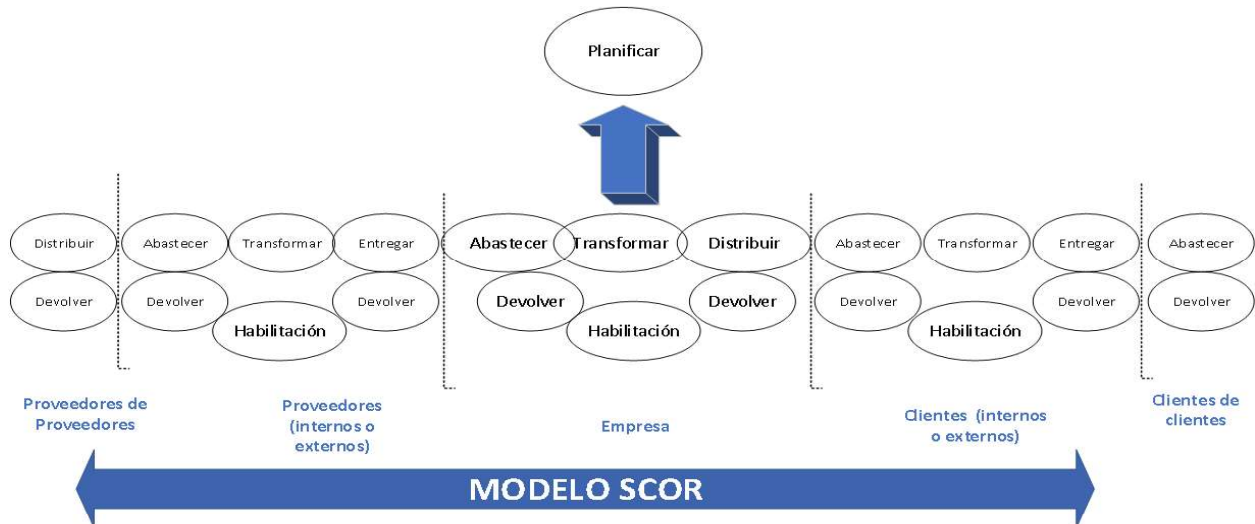 Planificar
Distribuir
Abastecer
Transformar
Entregar
Abastecer
Transformar
Distribuir
Abastecer
Transformar
Entregar
Abastecer
Devolver
Devolver
Devolver
Devolver
Devolver
Devolver
Devolver
Devolver
Habilitación
Habilitación
Habilitación
Proveedores de
Proveedores
Proveedores
(internos o
externos)
Empresa
Clientes (internos
o externos)
Clientes de
clientes
MODELO SCOR